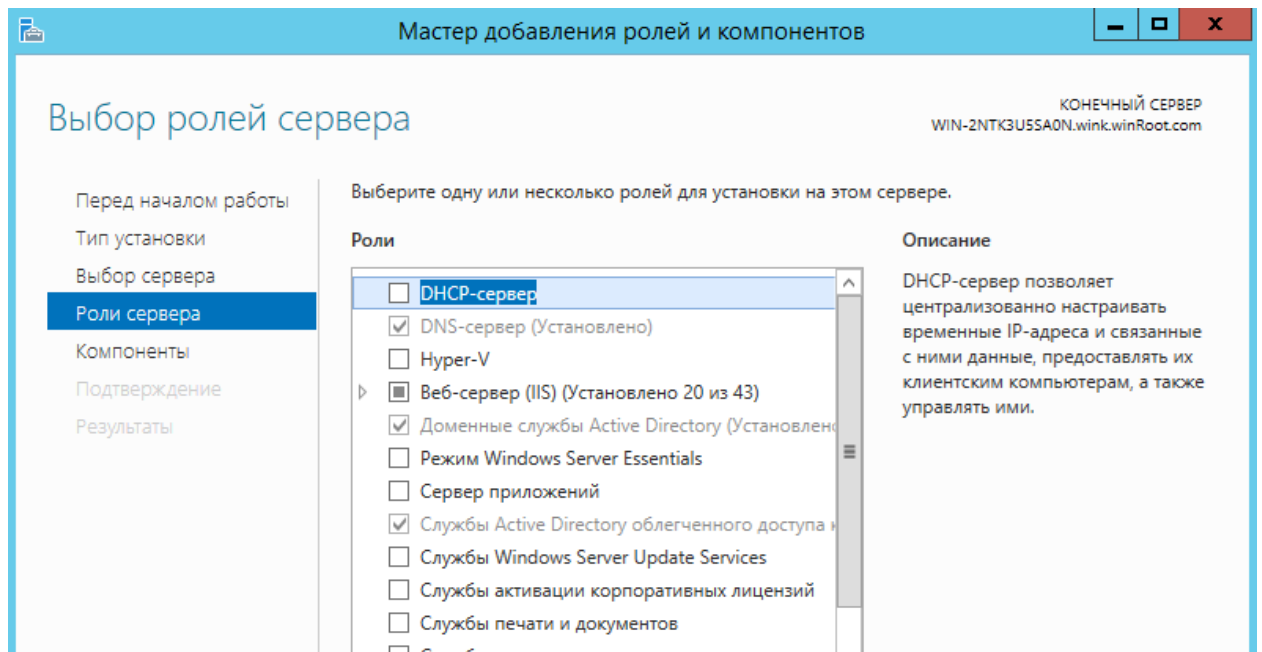 Мастер добавления ролей и компонентов
Выбор ролей сервера
КОНЕЧНЫЙ СЕРВЕР
WIN-2NTK3U5SA0N.wink.winRoot.com
Перед началом работы
Тип установки
Выбор сервера
Роли сервера
Компоненты
Подтверждение
Результаты
Выберите одну или несколько ролей для установки на этом сервере.
Роли
DHCP-сервер
DNS-сервер (Установлено)
Hyper-V
Веб-сервер (IIS) (Установлено 20 из 43)
Доменные службы Active Directory (Установлено
Режим Windows Server Essentials
Сервер приложений
Службы Active Directory облегченного доступа к
Службы Windows Server Update Services
Службы активации корпоративных лицензий
Службы печати и документов
Описание
DHCP-сервер позволяет
централизованно настраивать
временные IP-адреса и связанные
с ними данные, предоставлять их
клиентским компьютерам, а также
управлять ими.